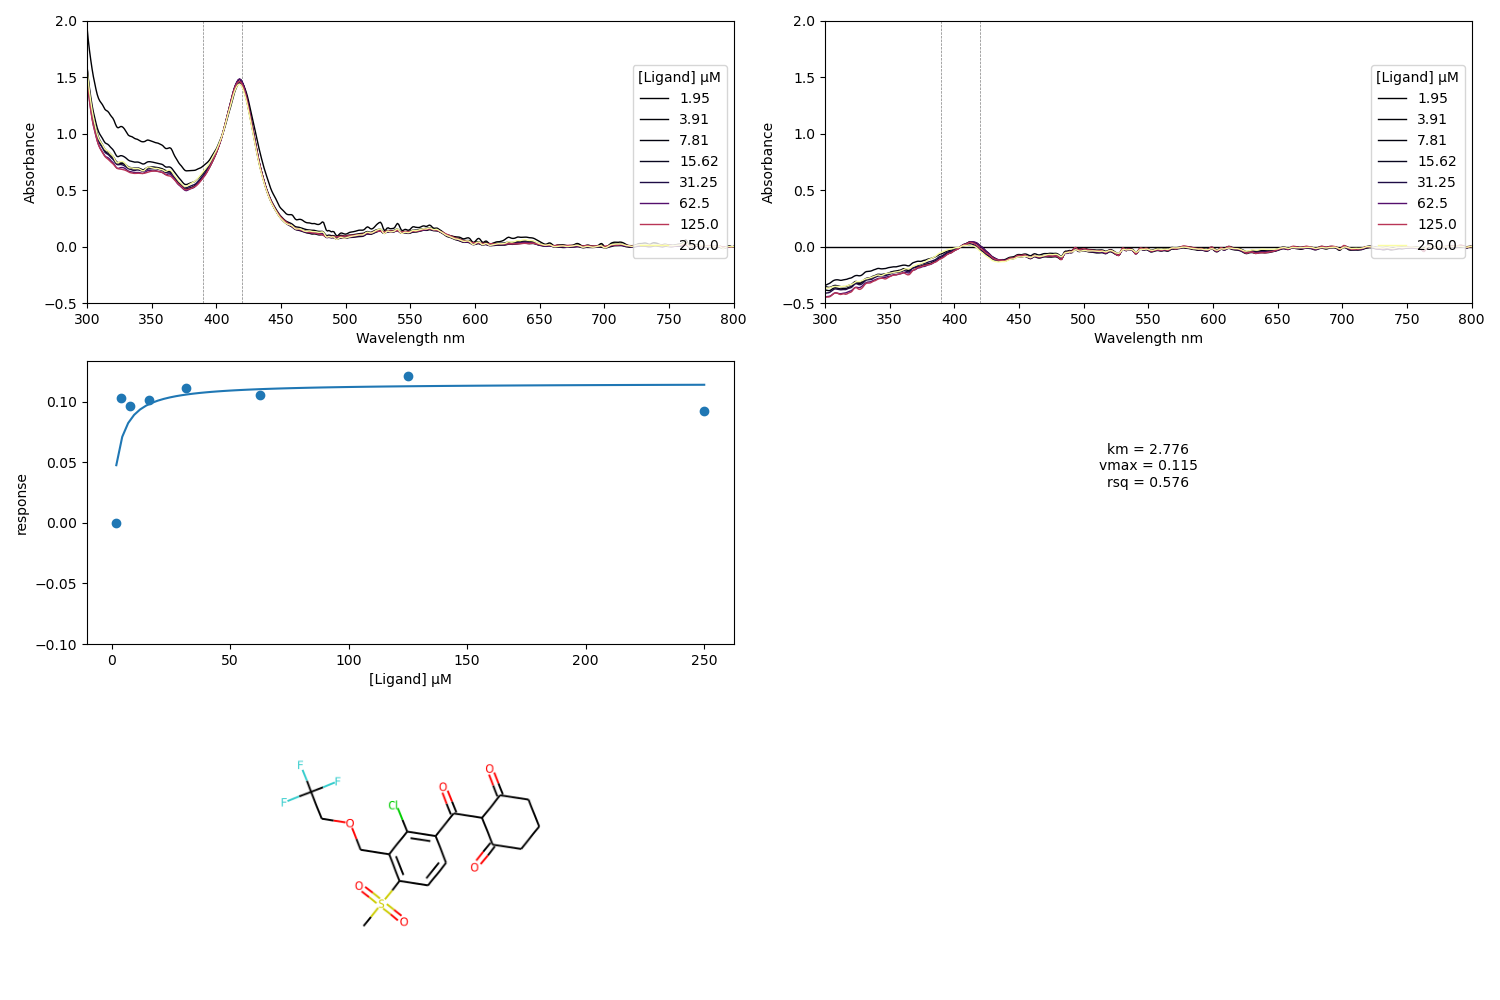 2.0
1.5
1.0
0.5
0.0
−0.5
Absorbance
300 350 400 450 500 550 600 650 700 750 800
Wavelength nm
[Ligand] μM
1.95
3.91
7.81
15.62
31.25
62.5
125.0
250.0
2.0
1.5
1.0
0.5
0.0
−0.5
Absorbance
300 350 400 450 500 550 600 650 700 750 800
Wavelength nm
[Ligand] μM
1.95
3.91
7.81
15.62
31.25
62.5
125.0
250.0
0.10
0.05
0.00
−0.05
−0.10
response
0 50 100 150 200 250
[Ligand] μM
km = 2.776
vmax = 0.115
rsq = 0.576
F
F
F
O
Cl
O
O
O
O
S
O